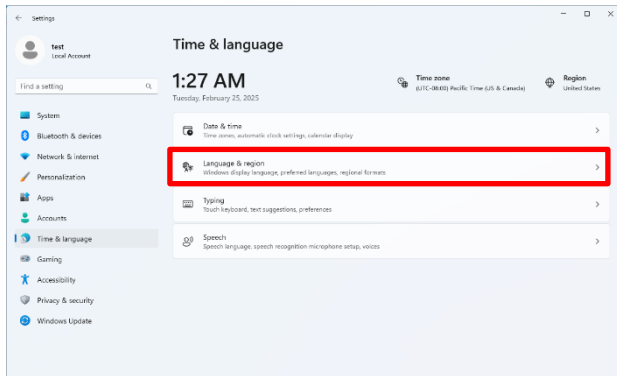 Settings
test
Local Account
Find a setting
System
Bluetooth & devices
Network & internet
Personalization
Apps
Accounts
Time & language
Gaming
Accessibility
Privacy & security
Windows Update
Time & language
1:27 AM
Tuesday, February 25, 2025
Time zone
(UTC-08:00) Pacific Time (US & Canada)
Region
United States
Date & time
Time zones, automatic clock settings, calendar display
Language & region
Windows display language, preferred languages, regional formats
Typing
Touch keyboard, text suggestions, preferences
Speech
Speech language, speech recognition microphone setup, voices